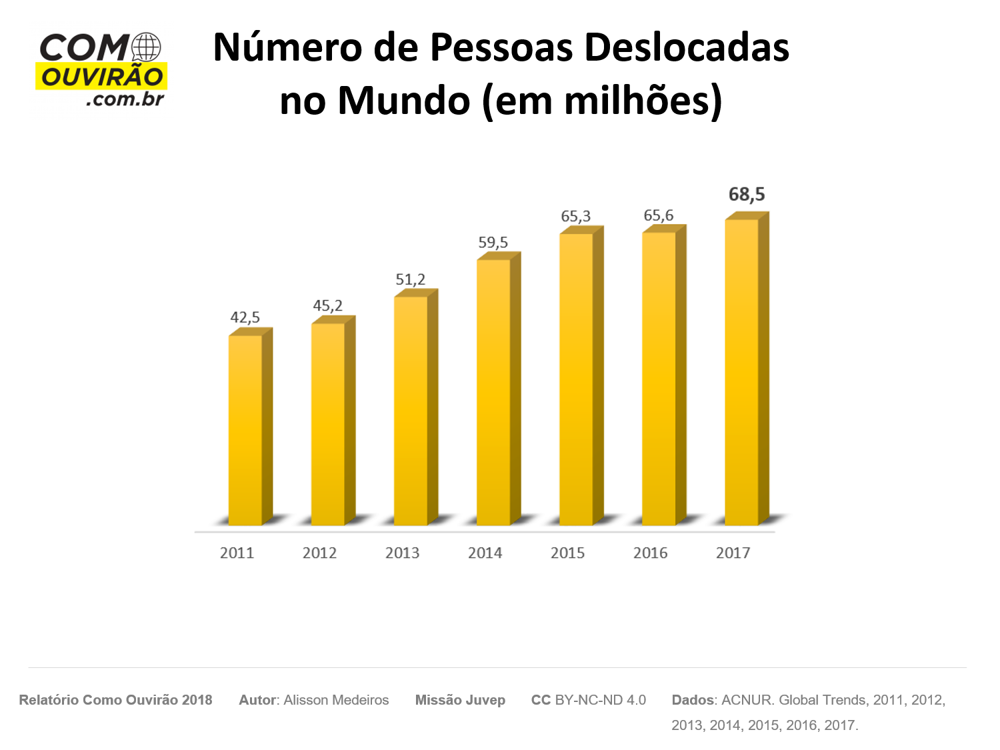 COMO
OUVIRÃO
.com.br
Número de Pessoas Deslocadas
no Mundo (em milhões)
42,5
45,2
51,2
59,5
65,3
65,6
68,5
2011 2012 2013 2014 2015 2016 2017
Relatório Como Ouvirão 2018 Autor: Alisson Medeiros Missão Juvep CC BY-NC-ND 4.0 Dados: ACNUR. Global Trends, 2011, 2012,
2013, 2014, 2015, 2016, 2017.